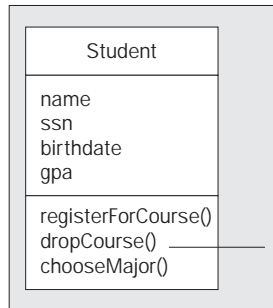 Student
name
ssn
birthdate
gpa
registerForCourse()
dropCourse()
chooseMajor()